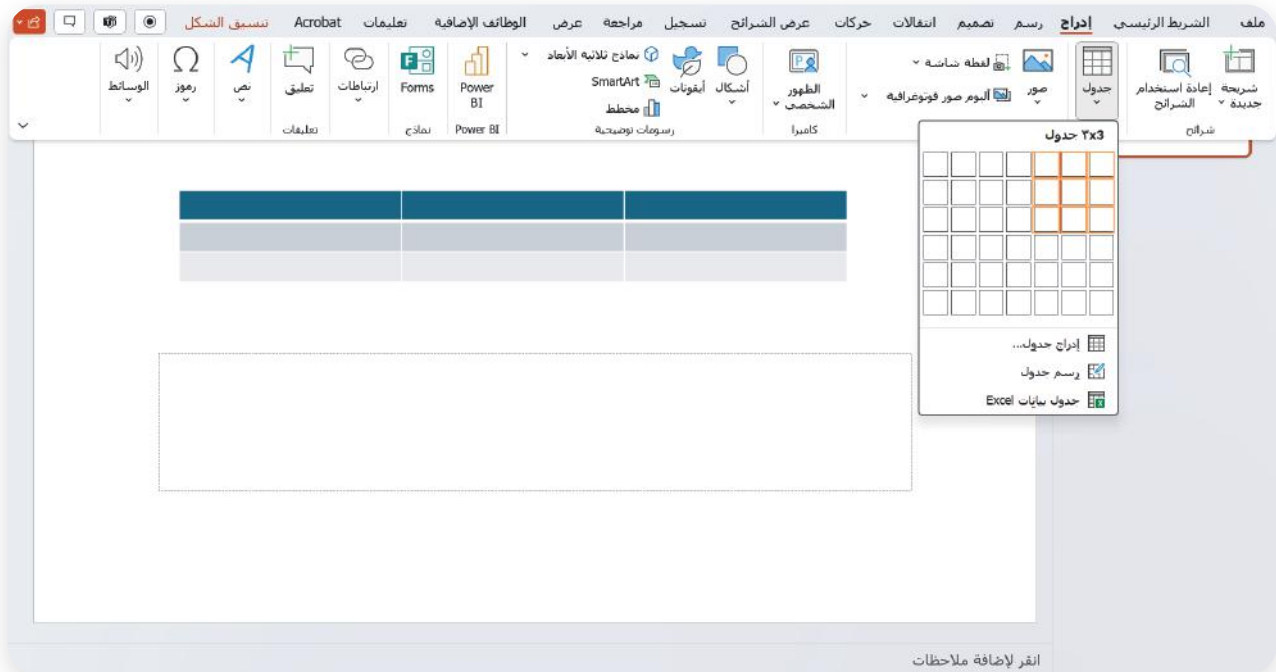 ملف الشريط الرئيسي إدراج رسم تصميم انتقالات حركات عرض الشرائح تسجيل مراجعة عرض الوظائف الإضافية تعليمات Acrobat تنسيق الشكل
شريحة جديدة
إعادة استخدام الشرائح
شرائح
جدول
صور
لقطة شاشة
ألبوم صور فوتوغرافية
الظهور الشخصي
كاميرا
أشكال
أيقونات
نماذج ثلاثية الأبعاد
SmartArt
مخطط
رسومات توضيحية
Power BI
Power BI
Forms
نماذج
ارتباطات
تعليق
تعليقات
نص
رموز
الوسائط
٣x3 جدول
إدراج جدول...
رسم جدول
جدول بيانات Excel
انقر لإضافة ملاحظات